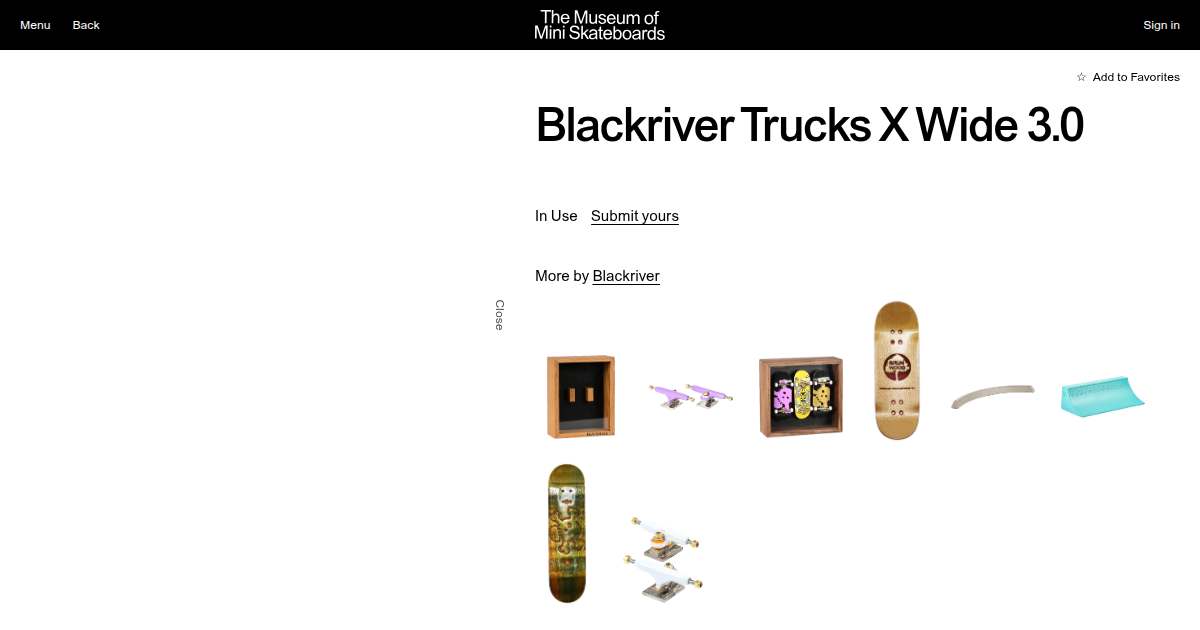 Menu
Back
The Museum of
Mini Skateboards
Sign in
☆ Add to Favorites
Blackriver Trucks X Wide 3.0
In Use Submit yours
More by Blackriver
Close